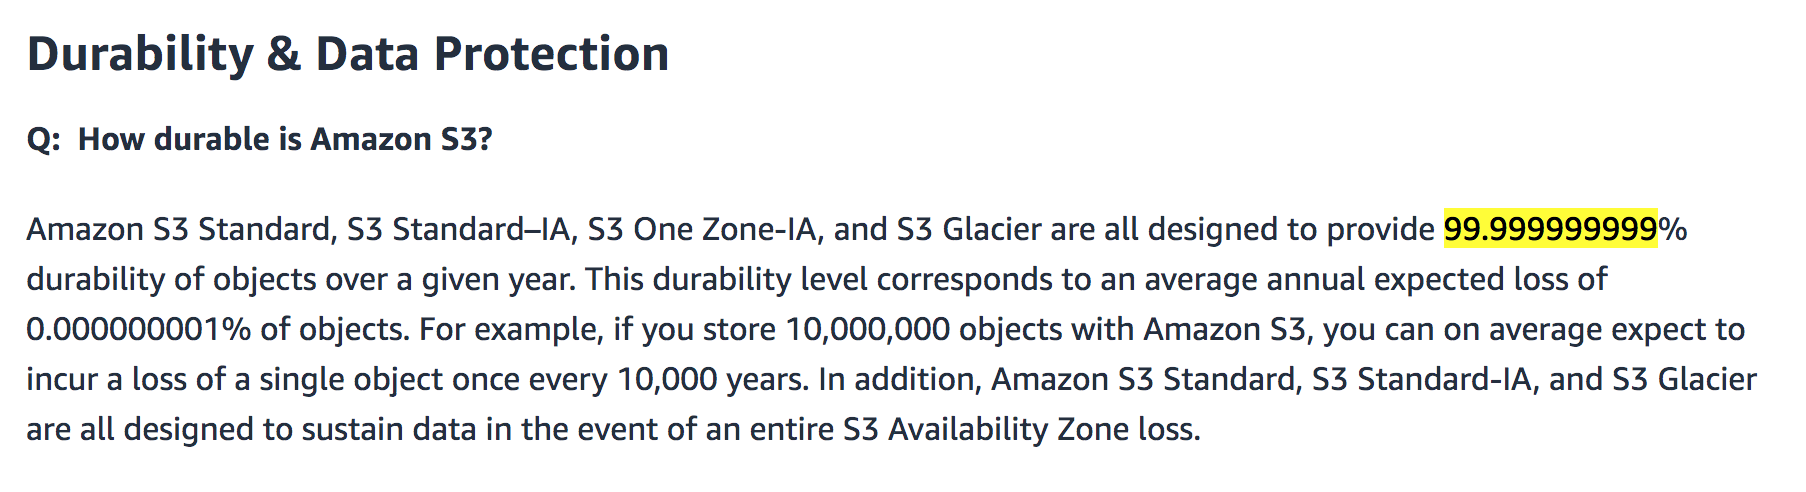 Durability & Data Protection
Q:  How durable is Amazon S3?
Amazon S3 Standard, S3 Standard–IA, S3 One Zone-IA, and S3 Glacier are all designed to provide 99.999999999%
durability of objects over a given year. This durability level corresponds to an average annual expected loss of
0.000000001% of objects. For example, if you store 10,000,000 objects with Amazon S3, you can on average expect to
incur a loss of a single object once every 10,000 years. In addition, Amazon S3 Standard, S3 Standard-IA, and S3 Glacier
are all designed to sustain data in the event of an entire S3 Availability Zone loss.